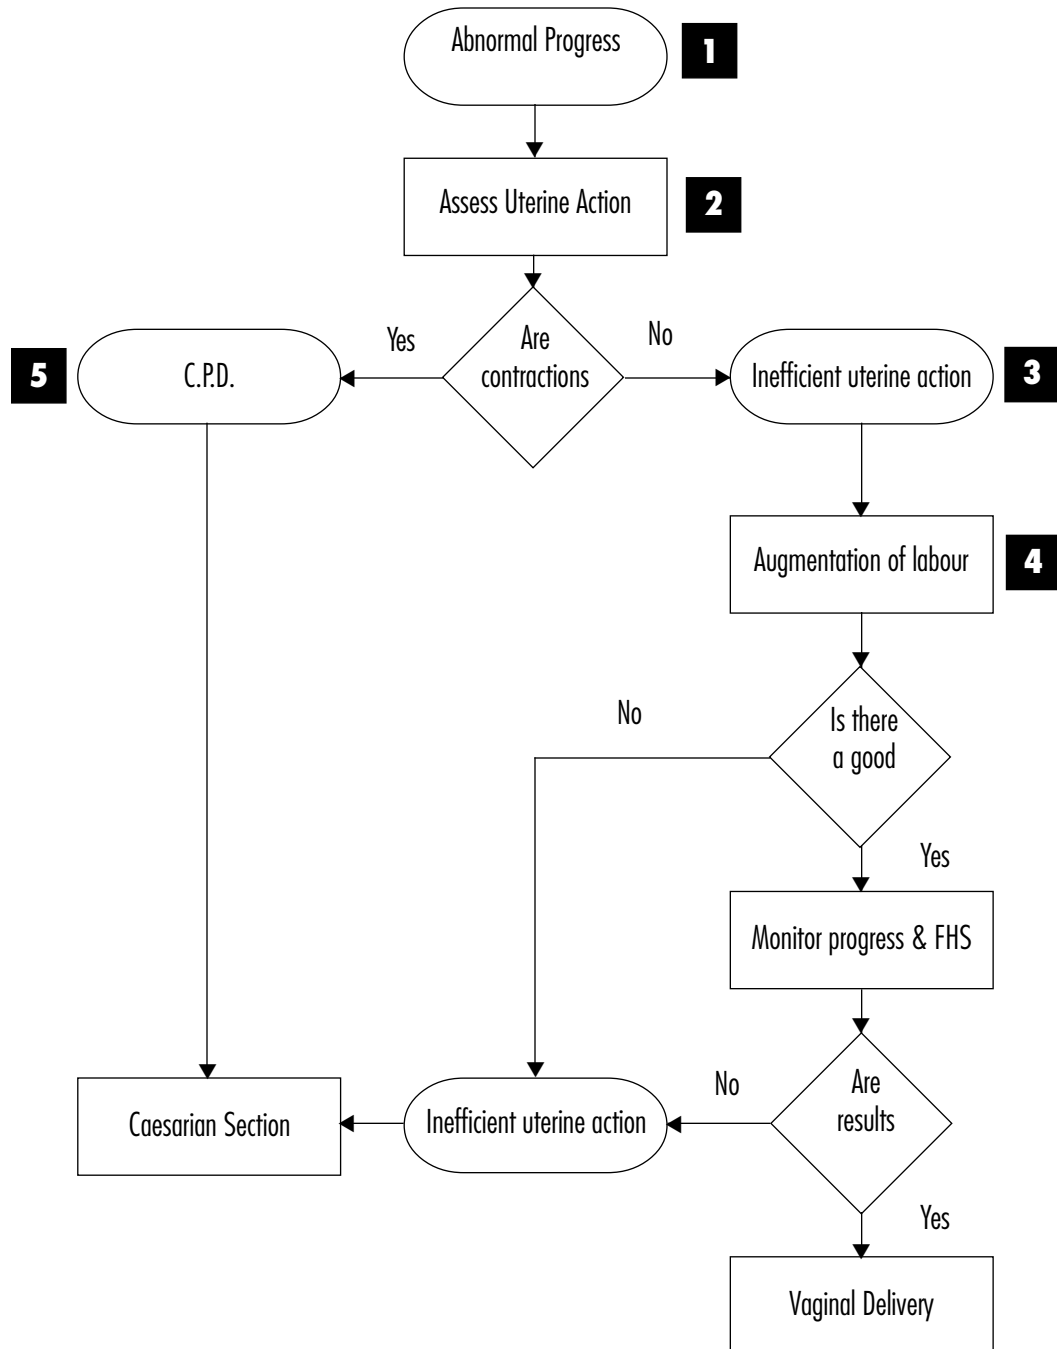 Abnormal Progress
1
Assess Uterine Action
2
Are
contractions
Yes
No
C.P.D.
5
Inefficient uterine action
3
Augmentation of labour
4
Is there
a good
No
Yes
Monitor progress & FHS
Are
results
No
Yes
Inefficient uterine action
Caesarian Section
Vaginal Delivery